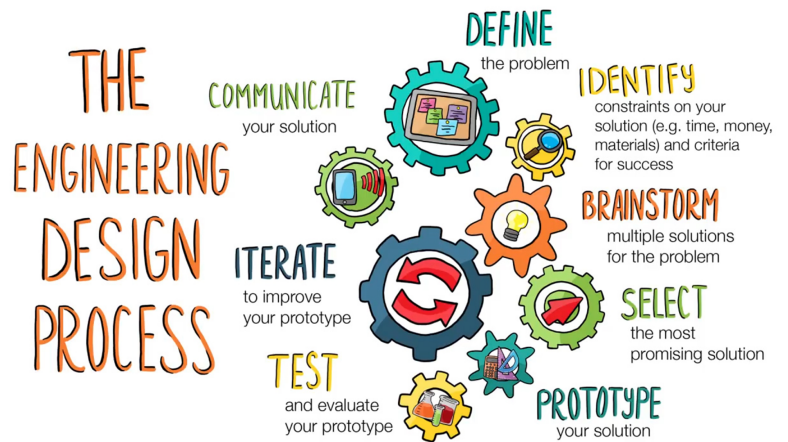 THE
ENGINEERING
DESIGN
PROCESS
DEFINE
the problem
IDENTIFY
constraints on your
solution (e.g. time, money,
materials) and criteria
for success
BRAINSTORM
multiple solutions
for the problem
SELECT
the most
promising solution
PROTOTYPE
your solution
TEST
and evaluate
your prototype
ITERATE
to improve
your prototype
COMMUNICATE
your solution